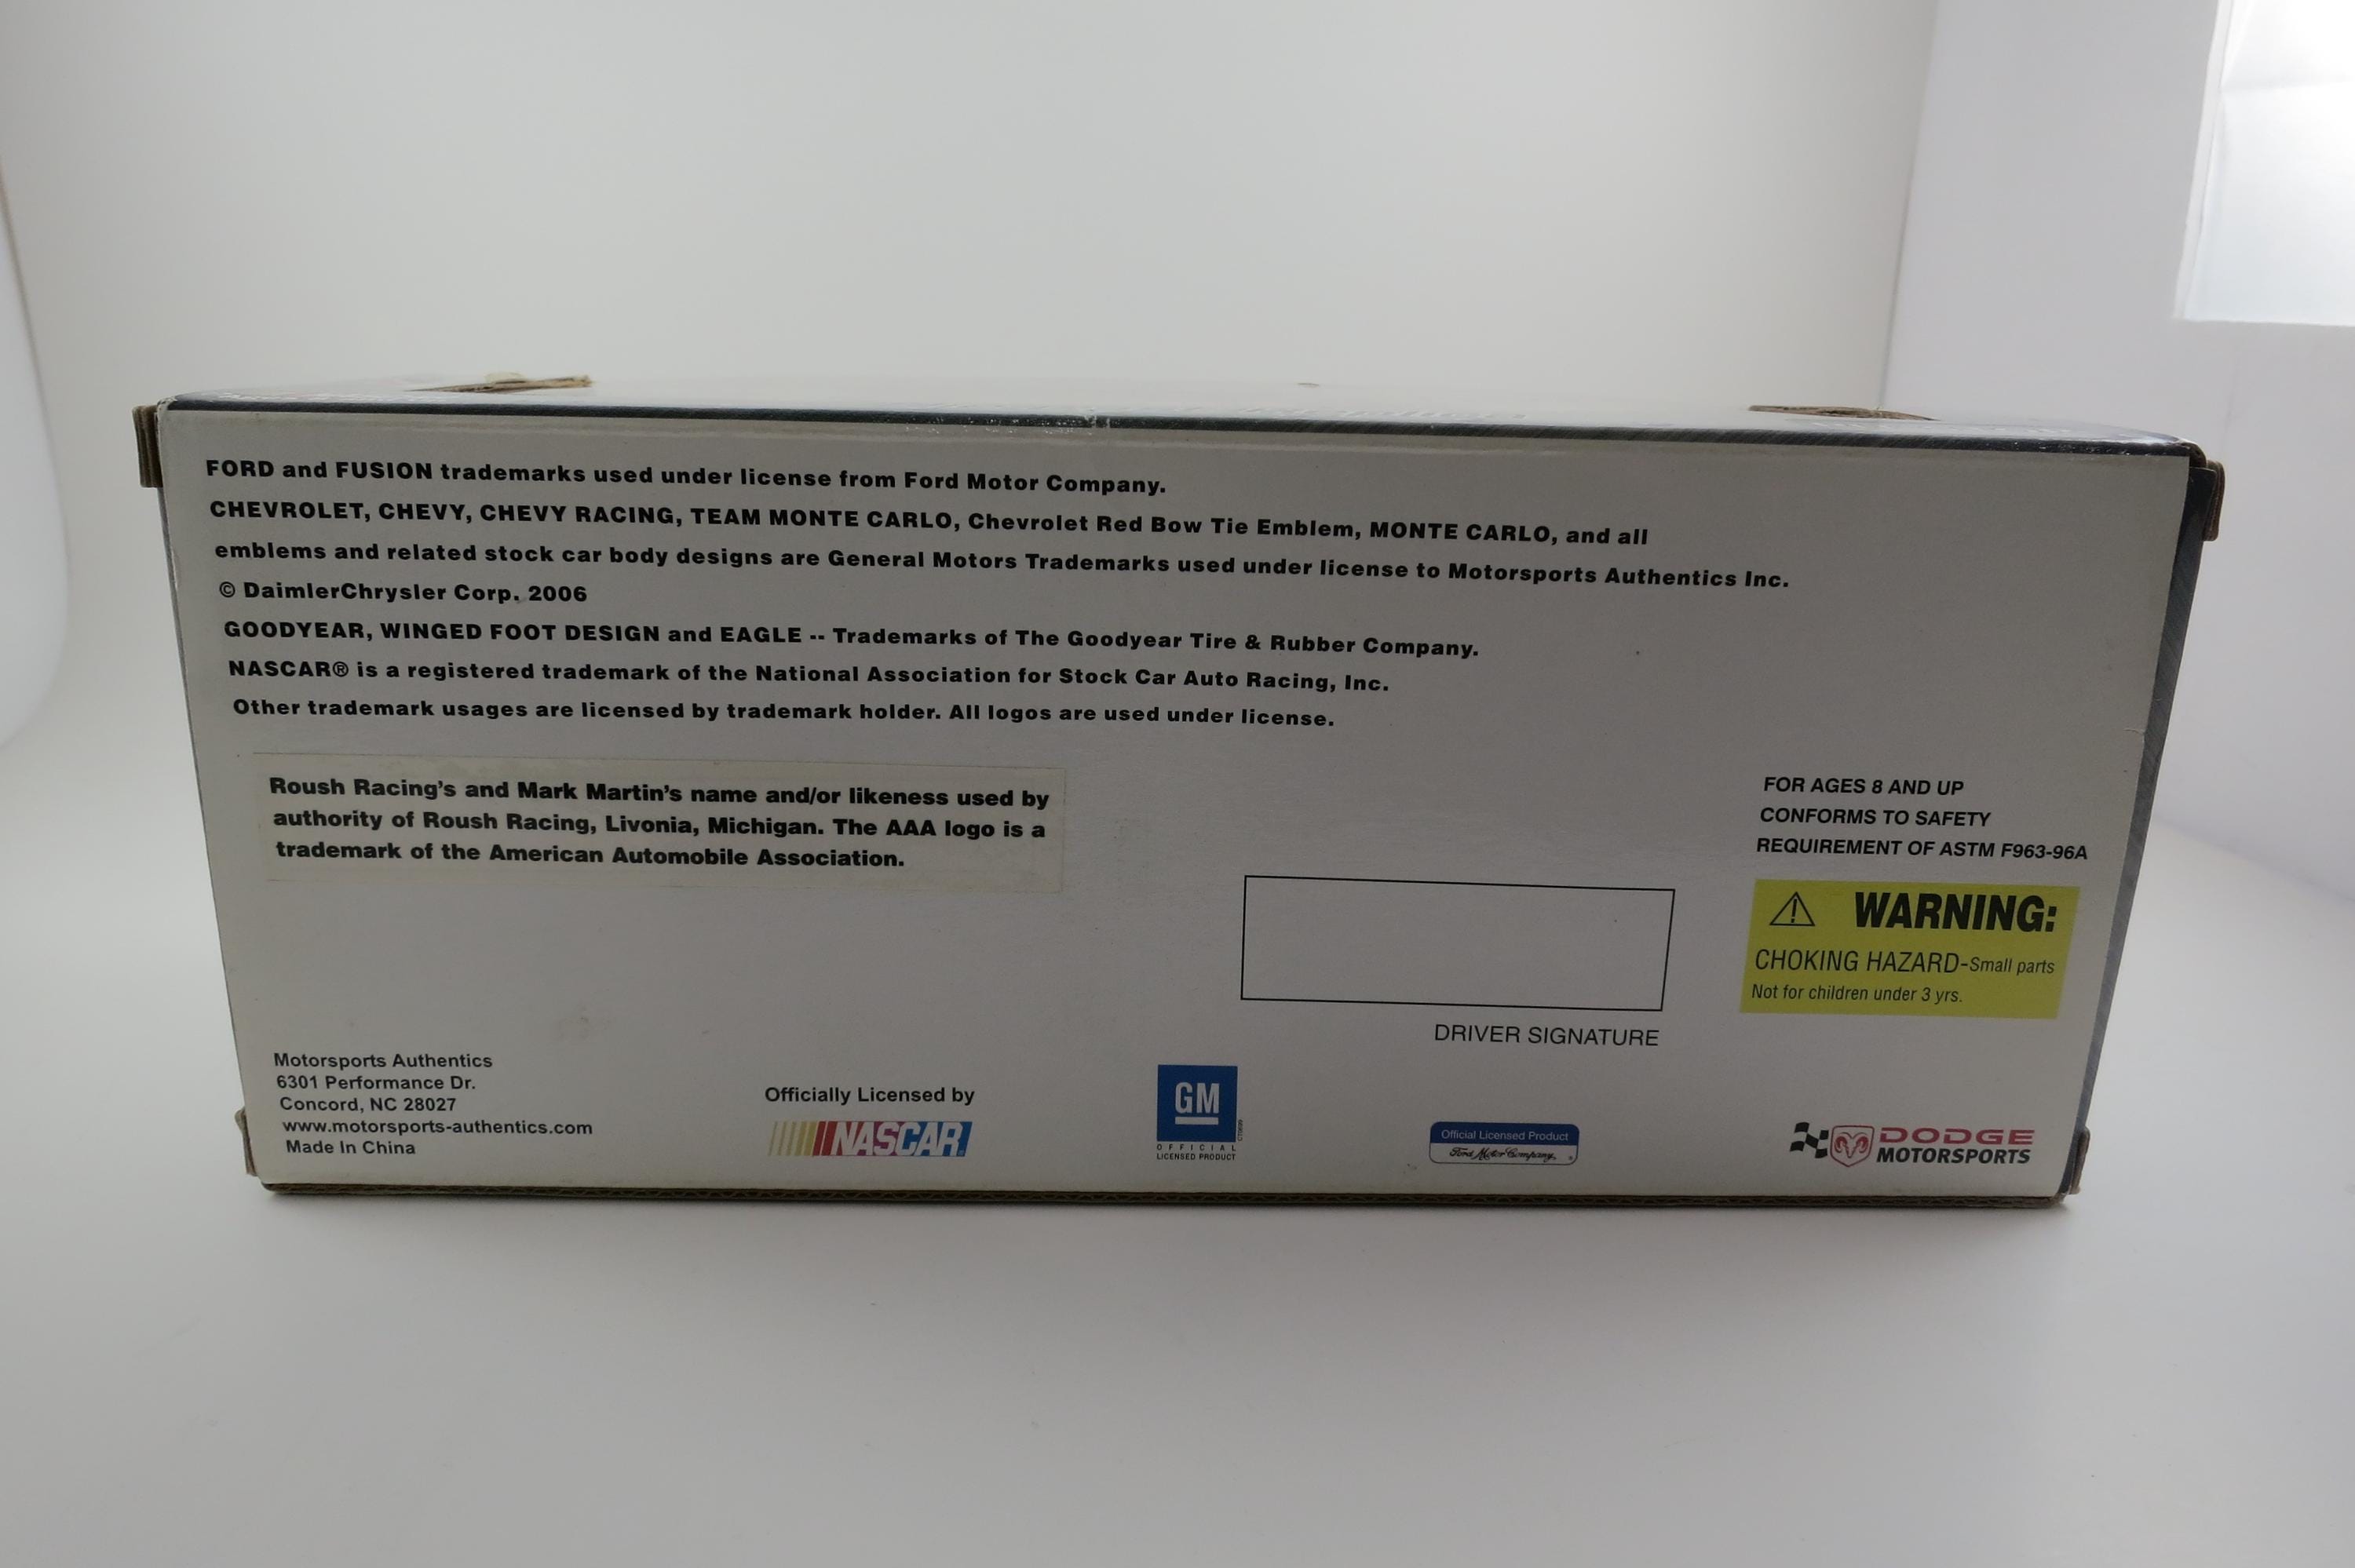 FORD and FUSION trademarks used under license from Ford Motor Company.
CHEVROLET, CHEVY, CHEVY RACING, TEAM MONTE CARLO, Chevrolet Red Bow Tie Emblem, MONTE CARLO, and all
emblems and related stock car body designs are General Motors Trademarks used under license to Motorsports Authentics Inc.
© DaimlerChrysler Corp. 2006
GOODYEAR, WINGED FOOT DESIGN and EAGLE -- Trademarks of The Goodyear Tire & Rubber Company.
NASCAR® is a registered trademark of the National Association for Stock Car Auto Racing, Inc.
Other trademark usages are licensed by trademark holder. All logos are used under license.
Roush Racing's and Mark Martin's name and/or likeness used by
authority of Roush Racing, Livonia, Michigan. The AAA logo is a
trademark of the American Automobile Association.
FOR AGES 8 AND UP
CONFORMS TO SAFETY
REQUIREMENT OF ASTM F963-96A
WARNING:
CHOKING HAZARD-Small parts
Not for children under 3 yrs.
DRIVER SIGNATURE
Motorsports Authentics
6301 Performance Dr.
Concord, NC 28027
www.motorsports-authentics.com
Made In China
Officially Licensed by
NASCAR
GM
OFFICIAL
LICENSED PRODUCT
Official Licensed Product
Ford Motor Company
DODGE
MOTORSPORTS